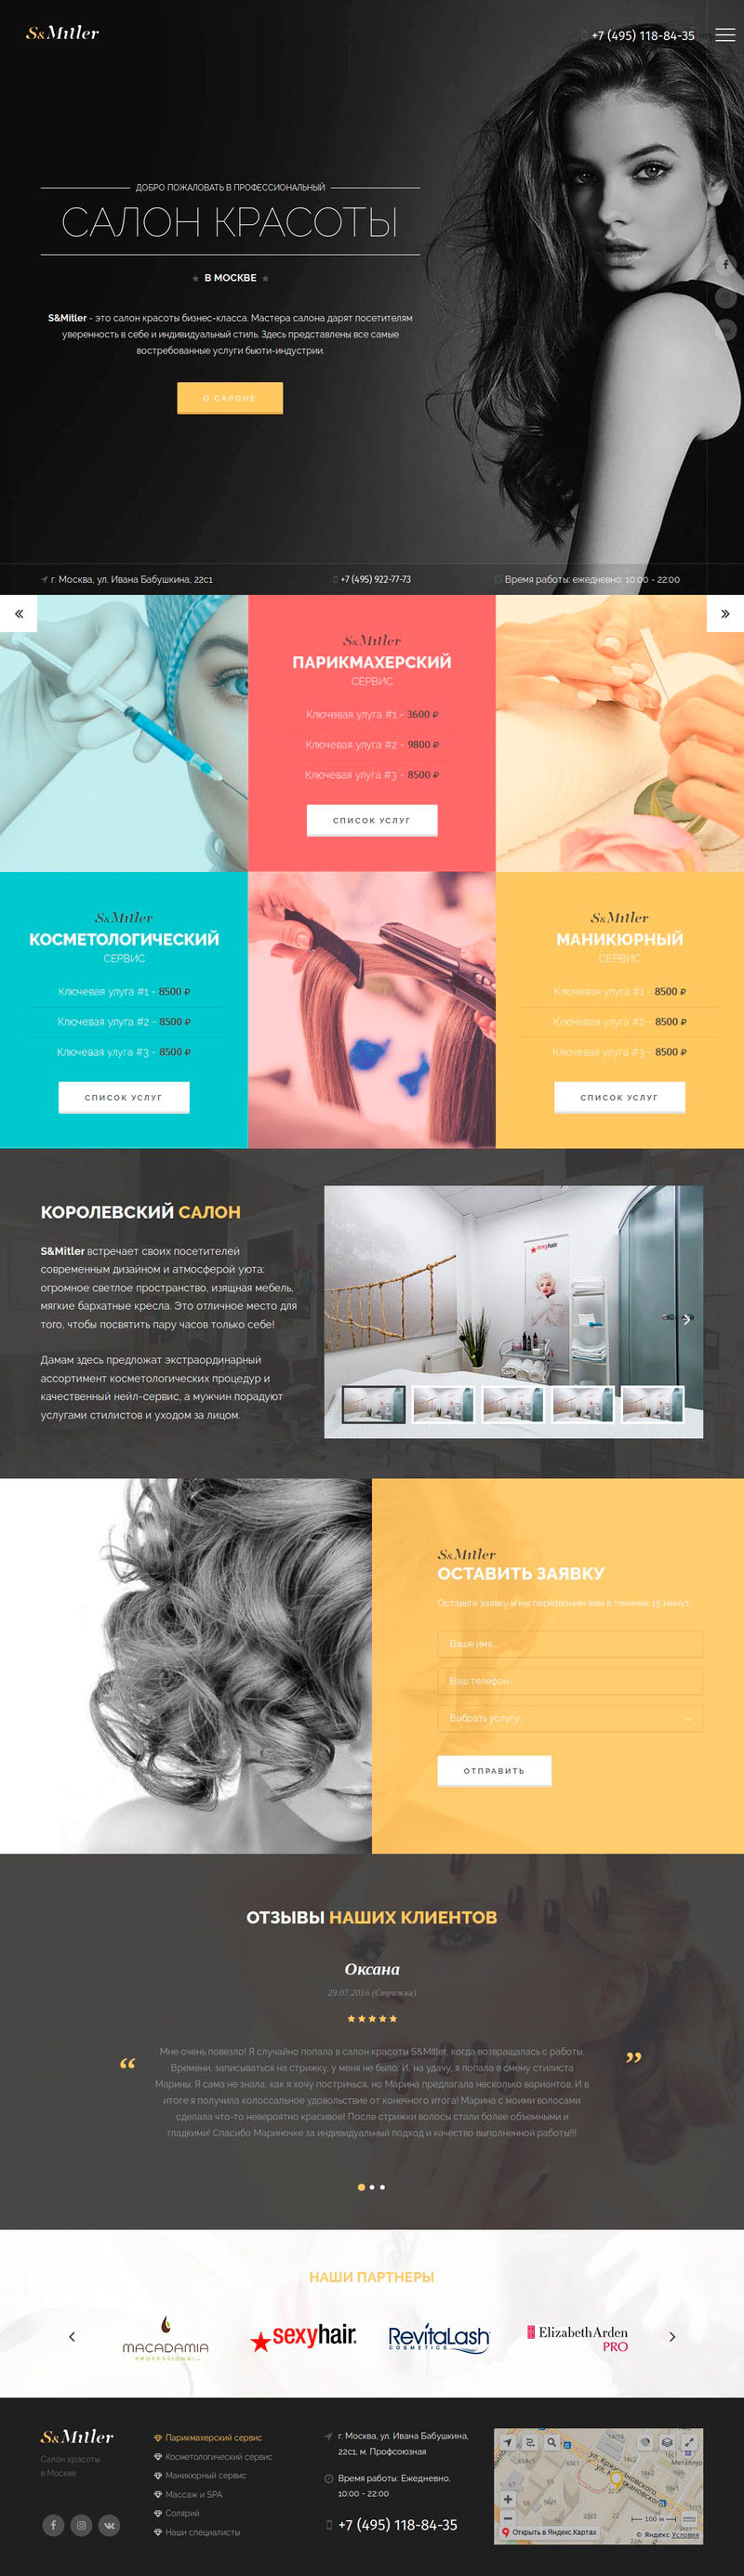 S&Mitler
+7 (495) 118-84-35
ДОБРО ПОЖАЛОВАТЬ В ПРОФЕССИОНАЛЬНЫЙ
САЛОН КРАСОТЫ
В МОСКВЕ
S&Mitler - это салон красоты бизнес-класса. Мастера салона дарят посетителям
уверенность в себе и индивидуальный стиль. Здесь представлены все самые
востребованные услуги бьюти-индустрии.
О САЛОНЕ
г. Москва, ул. Ивана Бабушкина, 22с1
+7 (495) 922-77-73
Время работы: ежедневно: 10:00 - 22:00
S&Mitler
ПАРИКМАХЕРСКИЙ
СЕРВИС
Ключевая улуга #1 - 3600 ₽
Ключевая улуга #2 - 9800 ₽
Ключевая улуга #3 - 8500 ₽
СПИСОК УСЛУГ
S&Mitler
КОСМЕТОЛОГИЧЕСКИЙ
СЕРВИС
Ключевая улуга #1 - 8500 ₽
Ключевая улуга #2 - 8500 ₽
Ключевая улуга #3 - 8500 ₽
СПИСОК УСЛУГ
S&Mitler
МАНИКЮРНЫЙ
СЕРВИС
Ключевая улуга #1 - 8500 ₽
Ключевая улуга #2 - 8500 ₽
Ключевая улуга #3 - 8500 ₽
СПИСОК УСЛУГ
КОРОЛЕВСКИЙ САЛОН
S&Mitler встречает своих посетителей
современным дизайном и атмосферой уюта:
огромное светлое пространство, изящная мебель,
мягкие бархатные кресла. Это отличное место для
того, чтобы посвятить пару часов только себе!
Дамам здесь предложат экстраординарный
ассортимент косметологических процедур и
качественный нейл-сервис, а мужчин порадуют
услугами стилистов и уходом за лицом.
sexyhair
S&Mitler
ОСТАВИТЬ ЗАЯВКУ
Оставьте заявку и мы перезвоним вам в течение 15 минут.
Ваше имя...
Ваш телефон...
Выбрать услугу...
ОТПРАВИТЬ
ОТЗЫВЫ НАШИХ КЛИЕНТОВ
Оксана
29.07.2016 (Стрижка)
“ Мне очень повезло! Я случайно попала в салон красоты S&Mitler, когда возвращалась с работы.
Времени, записываться на стрижку, у меня не было. И, на удачу, я попала в смену стилиста
Марины. Я сама не знала, как я хочу постричься, но Марина предлагала несколько вариантов. И в
итоге я получила колоссальное удовольствие от конечного итога! Марина с моими волосами
сделала что-то невероятно красивое! После стрижки волосы стали более объемными и
гладкими! Спасибо Мариночке за индивидуальный подход и качество выполненной работы!!! ”
НАШИ ПАРТНЕРЫ
MACADAMIA
PROFESSIONAL
sexyhair
RevitaLash
COSMETICS
Elizabeth Arden
PRO
S&Mitler
Салон красоты
в Москве
Парикмахерский сервис
Косметологический сервис
Маникюрный сервис
Массаж и SPA
Солярий
Наши специалисты
г. Москва, ул. Ивана Бабушкина,
22с1, м. Профсоюзная
Время работы: Ежедневно,
10:00 - 22:00
+7 (495) 118-84-35
100 м
Открыть в Яндекс.Картах
© Яндекс Условия